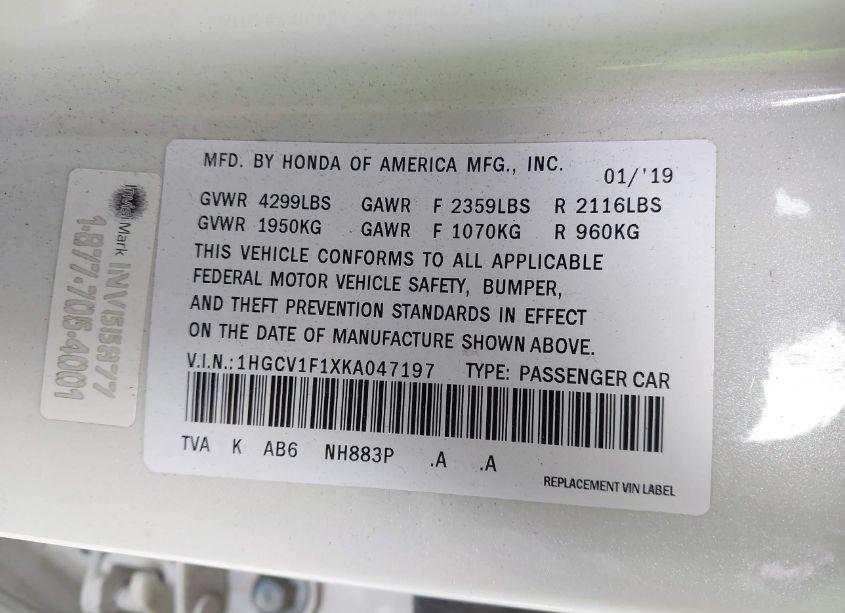 MFD. BY HONDA OF AMERICA MFG., INC. 01/'19
GVWR 4299LBS GAWR F 2359LBS R 2116LBS
GVWR 1950KG GAWR F 1070KG R 960KG
THIS VEHICLE CONFORMS TO ALL APPLICABLE
FEDERAL MOTOR VEHICLE SAFETY, BUMPER,
AND THEFT PREVENTION STANDARDS IN EFFECT
ON THE DATE OF MANUFACTURE SHOWN ABOVE.
V.I.N.:1HGCV1F1XKA047197 TYPE: PASSENGER CAR
TVA K AB6 NH883P .A .A
REPLACEMENT VIN LABEL
Mark INV55877
1-877-705-4001